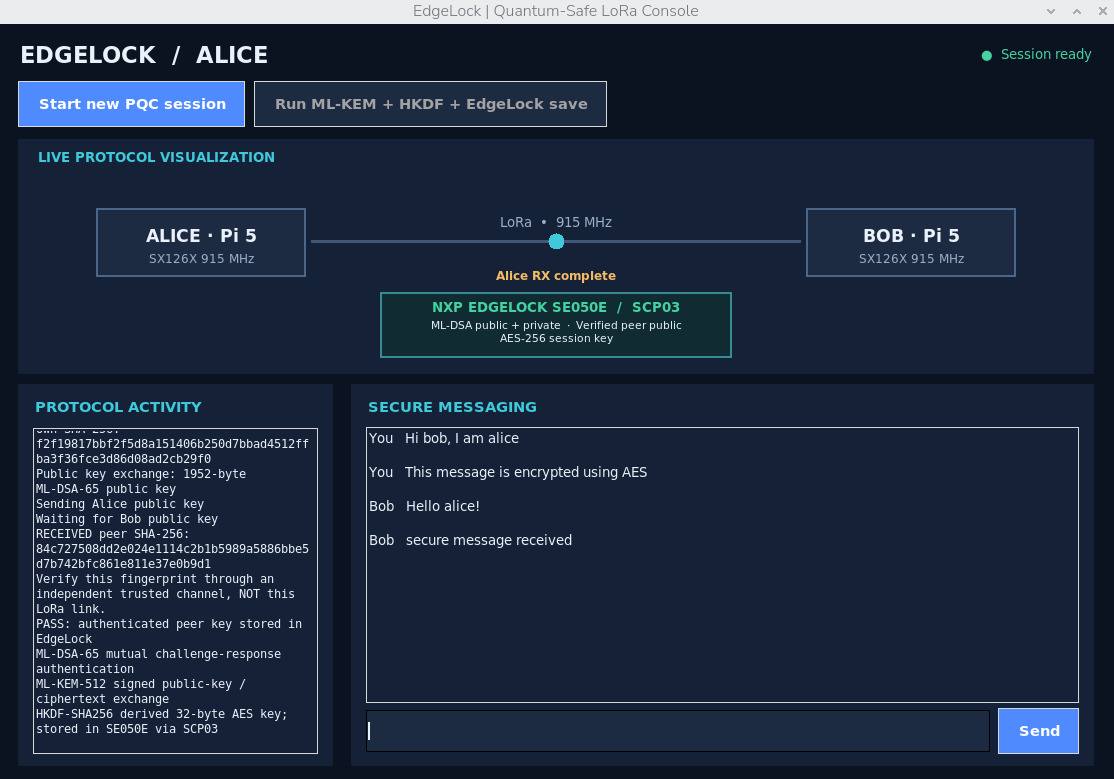 EdgeLock | Quantum-Safe LoRa Console
EDGELOCK / ALICE
Session ready
Start new PQC session
Run ML-KEM + HKDF + EdgeLock save
LIVE PROTOCOL VISUALIZATION
ALICE · Pi 5
SX126X 915 MHz
LoRa • 915 MHz
BOB · Pi 5
SX126X 915 MHz
Alice RX complete
NXP EDGELOCK SE050E / SCP03
ML-DSA public + private · Verified peer public
AES-256 session key
PROTOCOL ACTIVITY
f2f19817bbf2f5d8a151406b250d7bbad4512ff
ba3f36fce3d86d08ad2cb29f0
Public key exchange: 1952-byte
ML-DSA-65 public key
Sending Alice public key
Waiting for Bob public key
RECEIVED peer SHA-256:
84c727508dd2e024e1114c2b1b5989a5886bbe5
d7b742bfc861e811e37e0b9d1
Verify this fingerprint through an
independent trusted channel, NOT this
LoRa link.
PASS: authenticated peer key stored in
EdgeLock
ML-DSA-65 mutual challenge-response
authentication
ML-KEM-512 signed public-key /
ciphertext exchange
HKDF-SHA256 derived 32-byte AES key;
stored in SE050E via SCP03
SECURE MESSAGING
You Hi bob, I am alice
You This message is encrypted using AES
Bob Hello alice!
Bob secure message received
Send